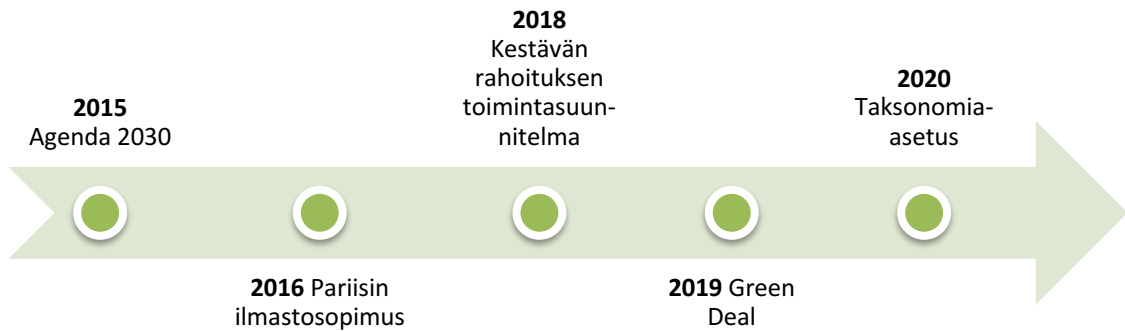 2015
Agenda 2030
2016 Pariisin
ilmastosopimus
2018
Kestävän
rahoituksen
toimintasuun-
nitelma
2019 Green
Deal
2020
Taksonomia-
asetus